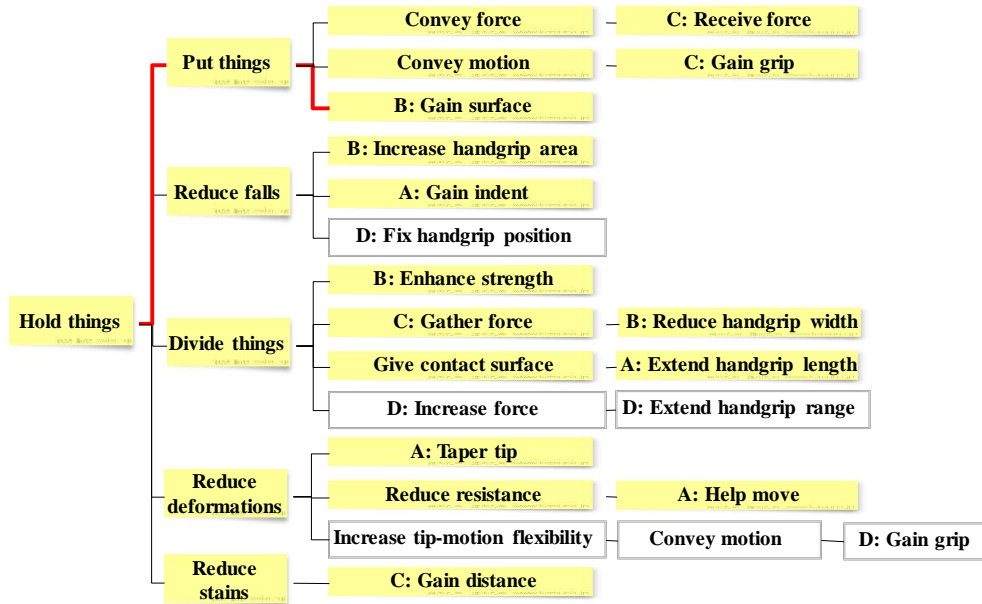 Convey force
C: Receive force
Put things
Convey motion
C: Gain grip
B: Gain surface
B: Increase handgrip area
Reduce falls
A: Gain indent
D: Fix handgrip position
B: Enhance strength
Hold things
Divide things
C: Gather force
B: Reduce handgrip width
Give contact surface
A: Extend handgrip length
D: Increase force
D: Extend handgrip range
A: Taper tip
Reduce
deformations
Reduce resistance
A: Help move
Increase tip-motion flexibility
Convey motion
D: Gain grip
Reduce
stains
C: Gain distance